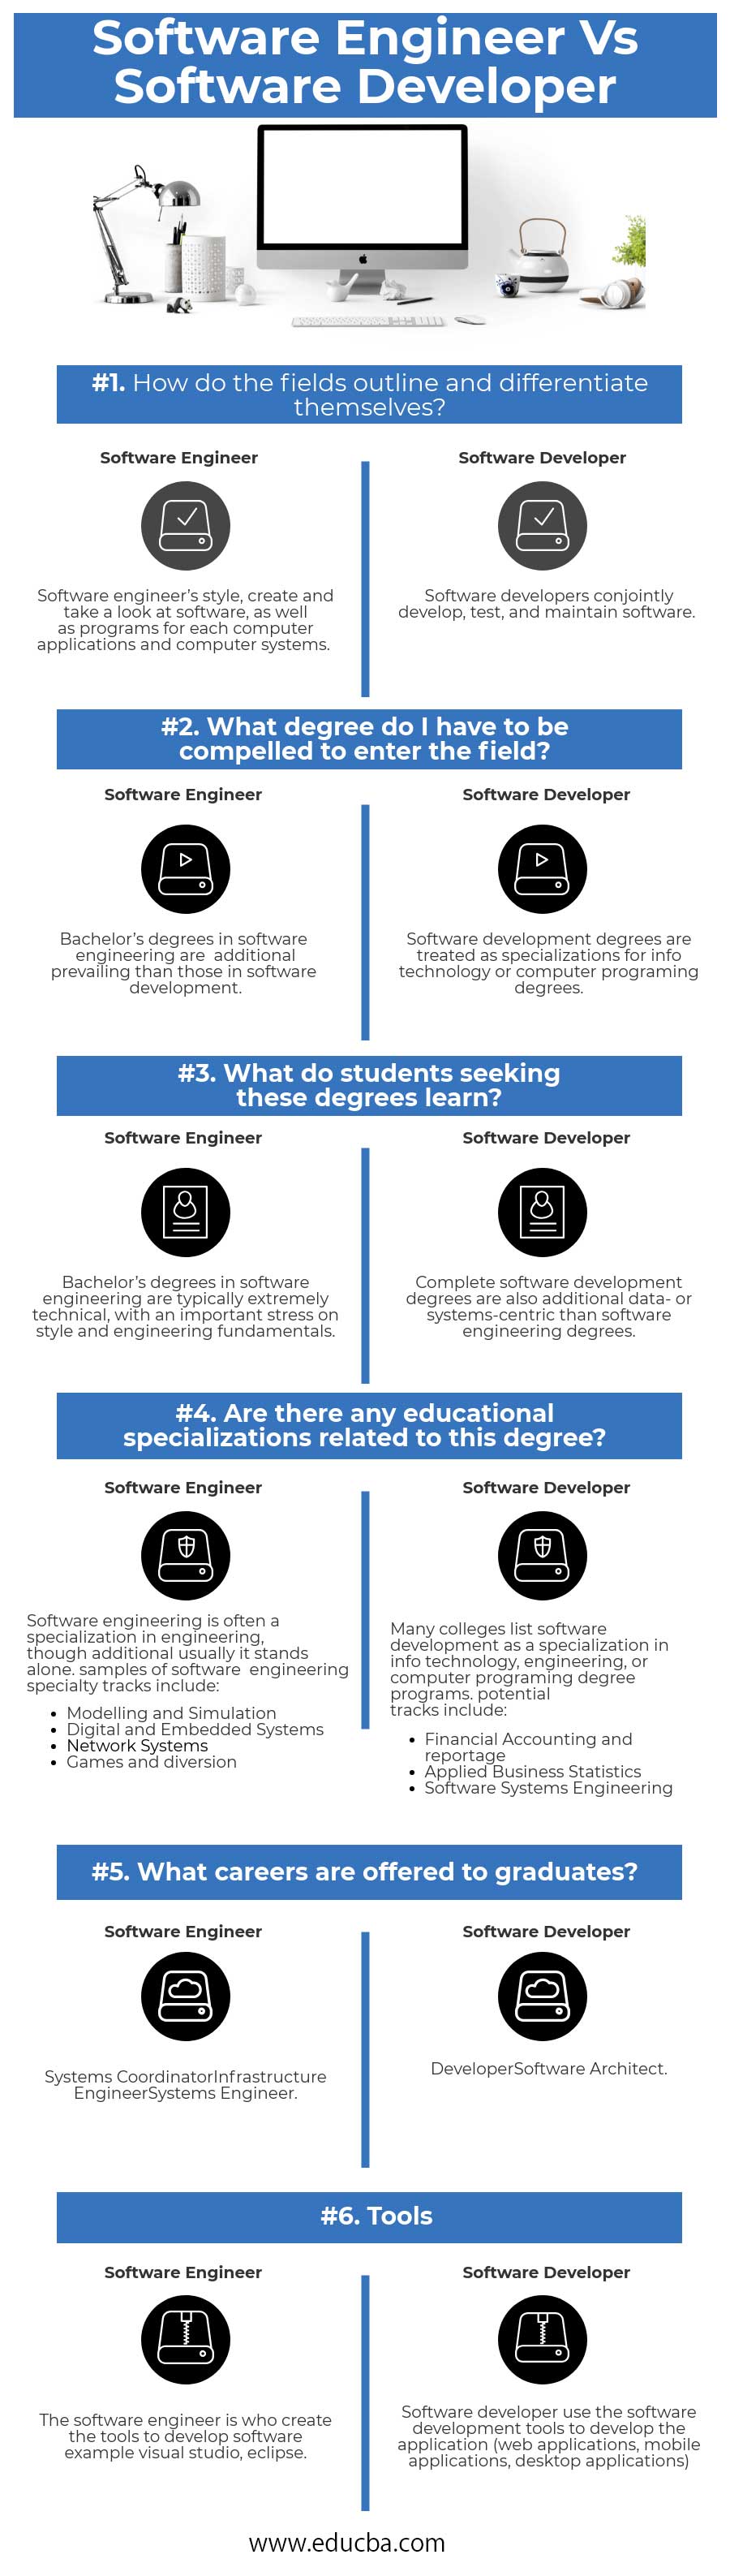 Software Engineer Vs
Software Developer
#1. How do the fields outline and differentiate
themselves?
Software Engineer
Software engineer's style, create and
take a look at software, as well
as programs for each computer
applications and computer systems.
Software Developer
Software developers conjointly
develop, test, and maintain software.
#2. What degree do I have to be
compelled to enter the field?
Software Engineer
Bachelor's degrees in software
engineering are additional
prevailing than those in software
development.
Software Developer
Software development degrees are
treated as specializations for info
technology or computer programing
degrees.
#3. What do students seeking
these degrees learn?
Software Engineer
Bachelor's degrees in software
engineering are typically extremely
technical, with an important stress on
style and engineering fundamentals.
Software Developer
Complete software development
degrees are also additional data- or
systems-centric than software
engineering degrees.
#4. Are there any educational
specializations related to this degree?
Software Engineer
Software engineering is often a
specialization in engineering,
though additional usually it stands
alone. samples of software engineering
specialty tracks include:
• Modelling and Simulation
• Digital and Embedded Systems
• Network Systems
• Games and diversion
Software Developer
Many colleges list software
development as a specialization in
info technology, engineering, or
computer programing degree
programs. potential
tracks include:
• Financial Accounting and
reportage
• Applied Business Statistics
• Software Systems Engineering
#5. What careers are offered to graduates?
Software Engineer
Systems CoordinatorInfrastructure
EngineerSystems Engineer.
Software Developer
DeveloperSoftware Architect.
#6. Tools
Software Engineer
The software engineer is who create
the tools to develop software
example visual studio, eclipse.
Software Developer
Software developer use the software
development tools to develop the
application (web applications, mobile
applications, desktop applications)
www.educba.com